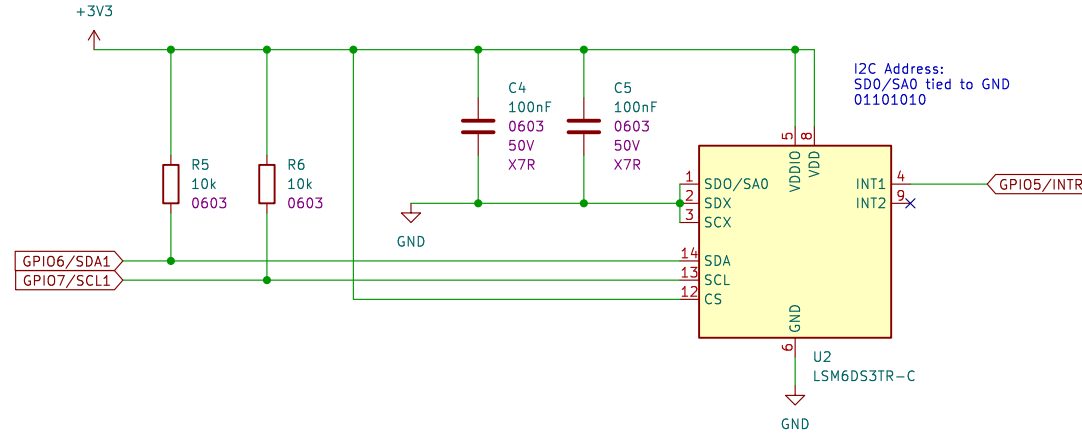 +3V3
I2C Address:
SD0/SA0 tied to GND
01101010
C4
100nF
0603
50V
X7R
C5
100nF
0603
50V
X7R
R5
10k
0603
R6
10k
0603
5
8
VDDIO
VDD
1 SDO/SA0
2 SDX
3 SCX
INT1 4
INT2 9
GPIO5/INTR
GND
GPIO6/SDA1
GPIO7/SCL1
14 SDA
13 SCL
12 CS
GND
6
U2
LSM6DS3TR-C
GND